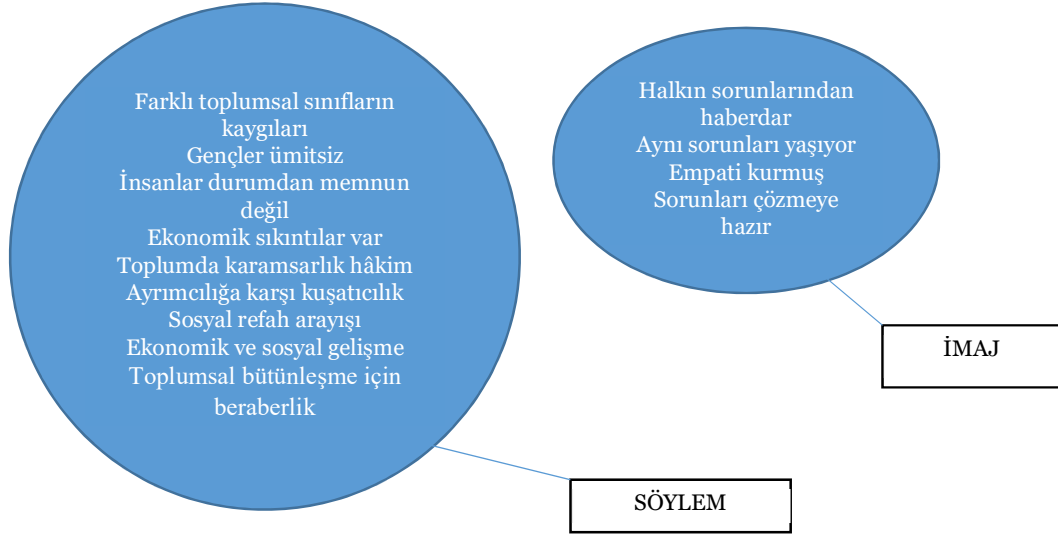 Farklı toplumsal sınıfların
kaygıları
Gençler ümitsiz
İnsanlar durumdan memnun
değil
Ekonomik sıkıntılar var
Toplumda karamsarlık hâkim
Ayrımcılığa karşı kuşatıcılık
Sosyal refah arayışı
Ekonomik ve sosyal gelişme
Toplumsal bütünleşme için
beraberlik
SÖYLEM
Halkın sorunlarından
haberdar
Aynı sorunları yaşıyor
Empati kurmuş
Sorunları çözmeye
hazır
İMAJ